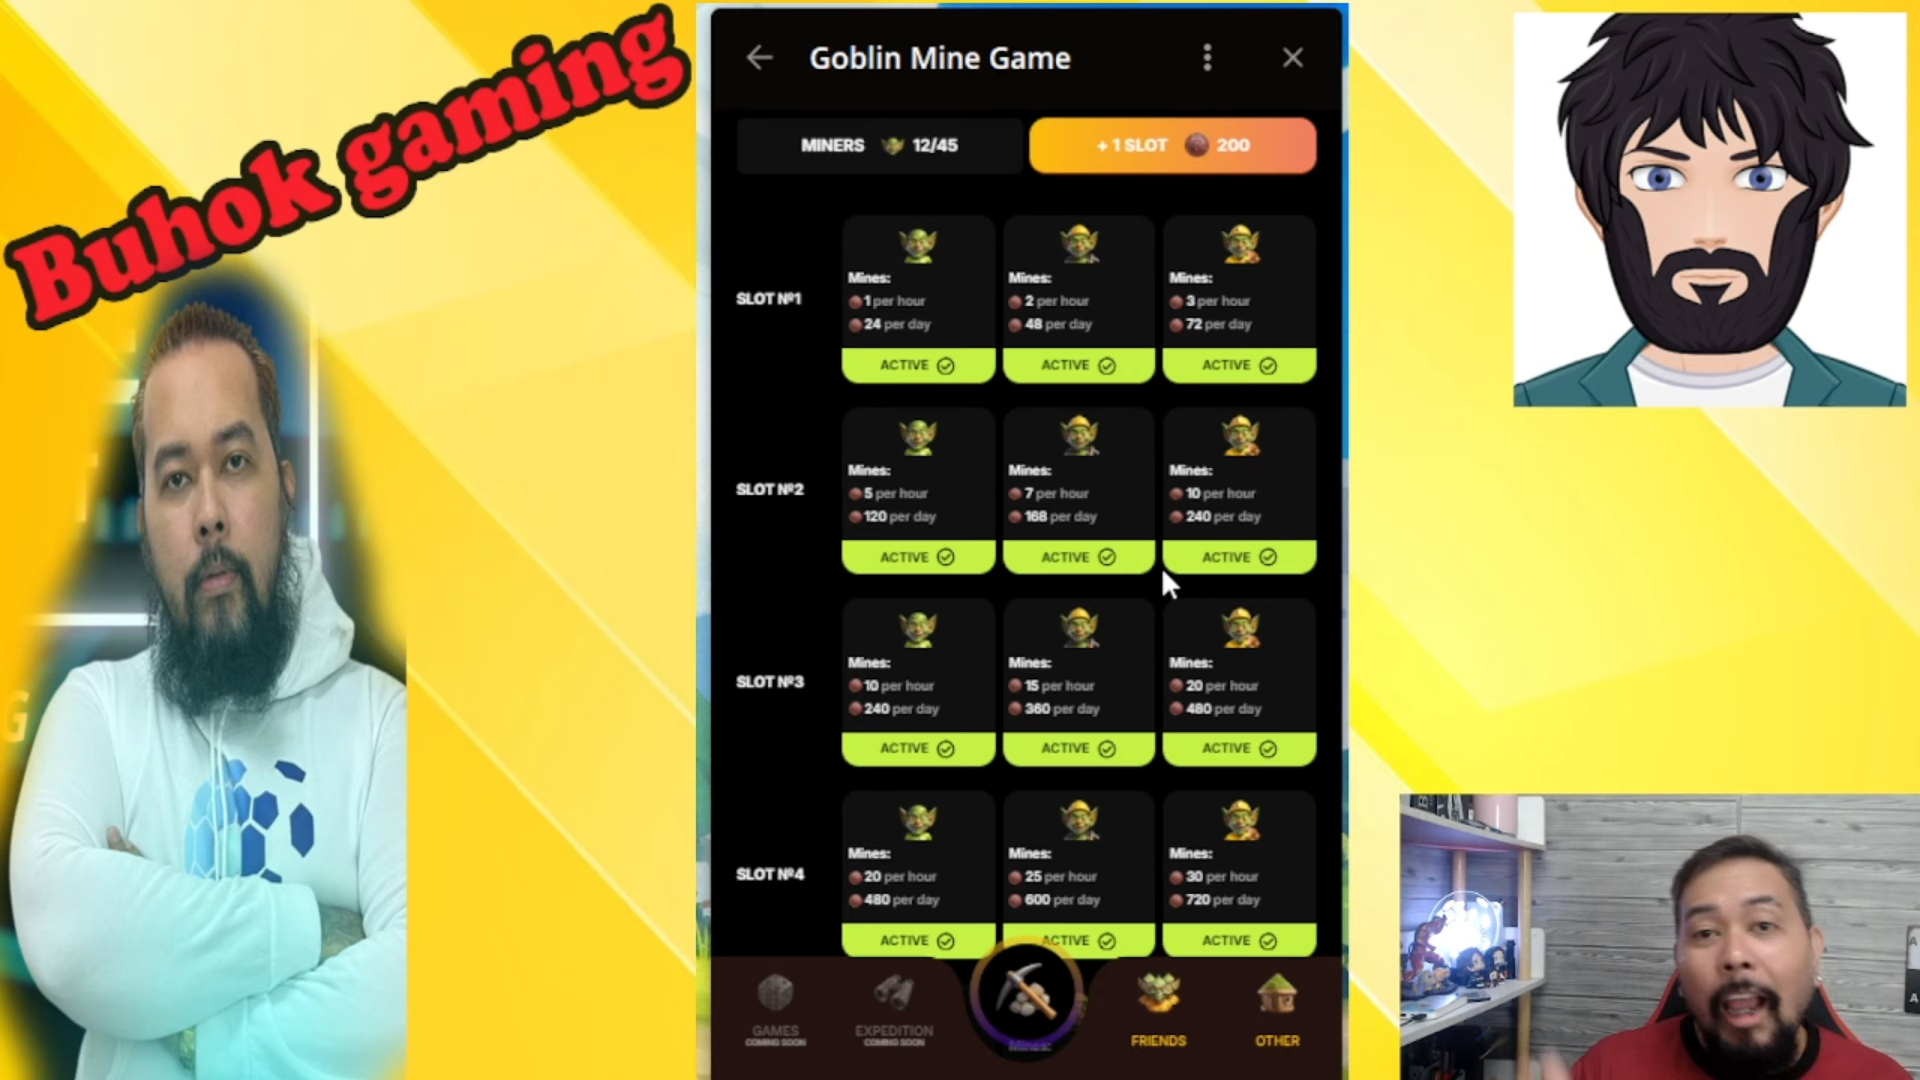 Buhok gaming
Goblin Mine Game
MINERS 12/45
+ 1 SLOT 200
SLOT Nº1
Mines:
1 per hour
24 per day
ACTIVE
Mines:
2 per hour
48 per day
ACTIVE
Mines:
3 per hour
72 per day
ACTIVE
SLOT Nº2
Mines:
5 per hour
120 per day
ACTIVE
Mines:
7 per hour
168 per day
ACTIVE
Mines:
10 per hour
240 per day
ACTIVE
SLOT Nº3
Mines:
10 per hour
240 per day
ACTIVE
Mines:
15 per hour
360 per day
ACTIVE
Mines:
20 per hour
480 per day
ACTIVE
SLOT Nº4
Mines:
20 per hour
480 per day
ACTIVE
Mines:
25 per hour
600 per day
ACTIVE
Mines:
30 per hour
720 per day
ACTIVE
GAMES
COMING SOON
EXPEDITION
COMING SOON
FRIENDS
OTHER